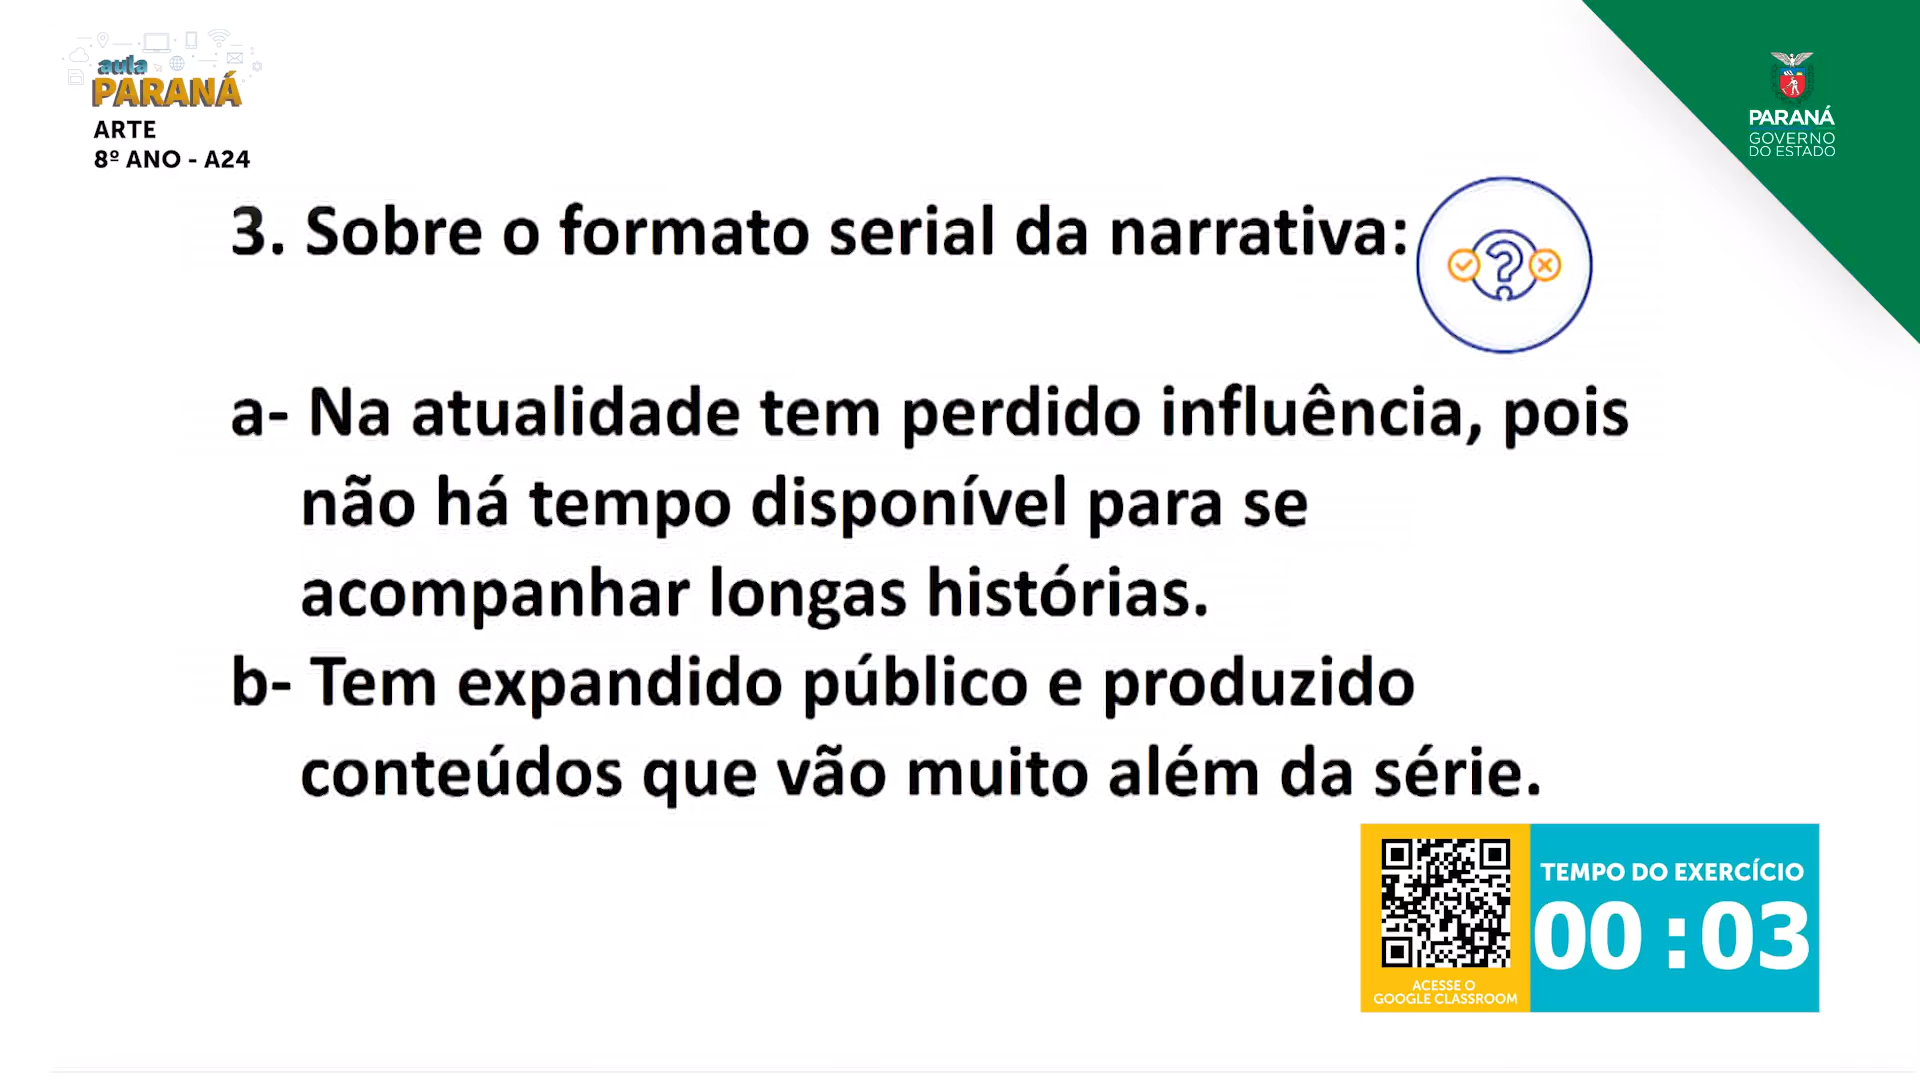 aula
PARANÁ
ARTE
8º ANO - A24
PARANÁ
GOVERNO
DO ESTADO
3. Sobre o formato serial da narrativa:
a- Na atualidade tem perdido influência, pois
não há tempo disponível para se
acompanhar longas histórias.
b- Tem expandido público e produzido
conteúdos que vão muito além da série.
TEMPO DO EXERCÍCIO
00:03
ACESSE O
GOOGLE CLASSROOM